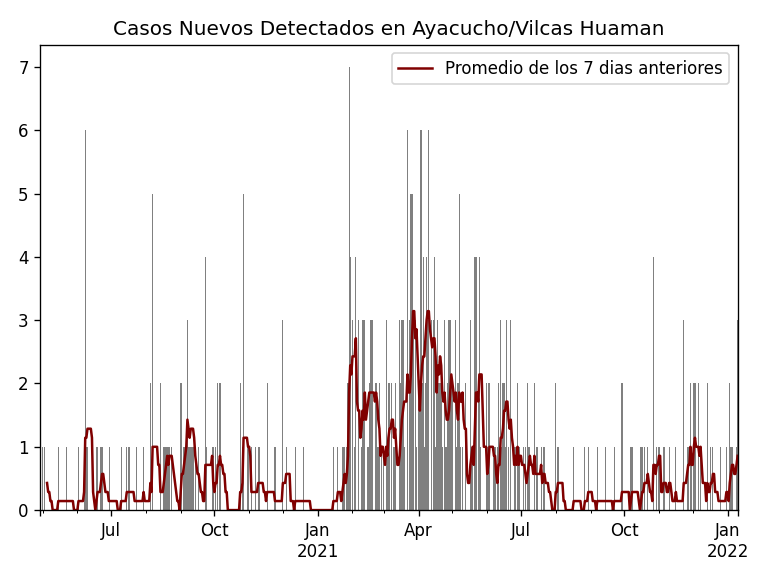 Casos Nuevos Detectados en Ayacucho/Vilcas Huaman
Promedio de los 7 dias anteriores
7
6
5
4
3
2
1
0
Jul
Oct
Jan
2021
Apr
Jul
Oct
Jan
2022